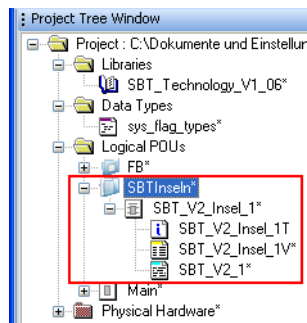 Project Tree Window
Project : C:\Dokumente und Einstellun
Libraries
SBT_Technology_V1_06*
Data Types
sys_flag_types*
Logical POUs
FB*
SBTInseln*
SBT_V2_Insel_1*
SBT_V2_Insel_1T
SBT_V2_Insel_1V*
SBT_V2_1*
Main*
Physical Hardware*